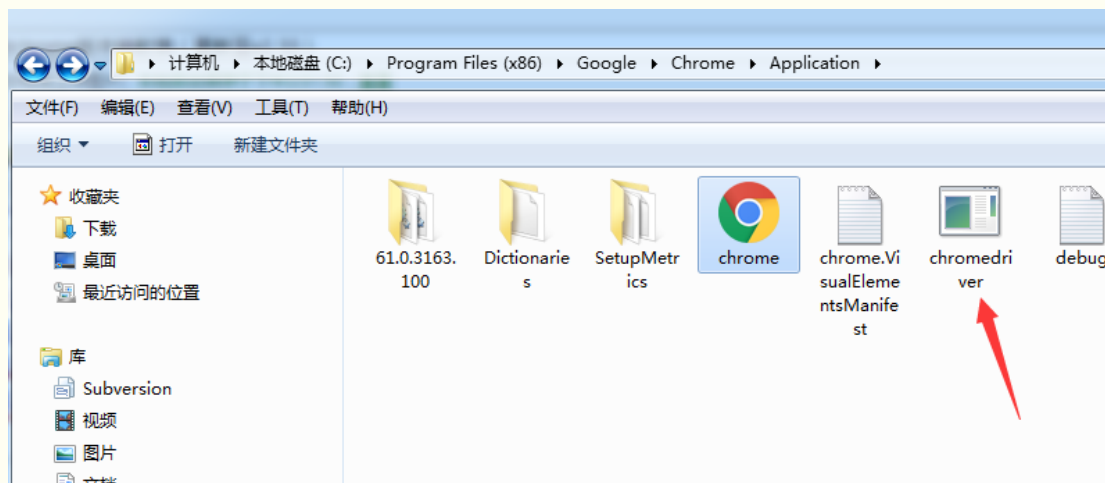 计算机 ▸ 本地磁盘 (C:) ▸ Program Files (x86) ▸ Google ▸ Chrome ▸ Application ▸
文件(F) 编辑(E) 查看(V) 工具(T) 帮助(H)
组织 打开 新建文件夹
收藏夹
下载
桌面
最近访问的位置
库
Subversion
视频
图片
文档
61.0.3163.
100
Dictionarie
s
SetupMetr
ics
chrome
chrome.Vi
sualEleme
ntsManife
st
chromedri
ver
debug